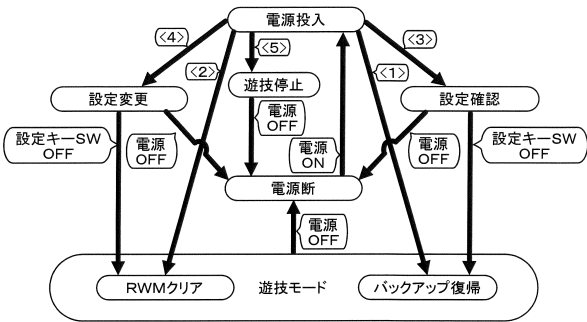 電源投入
<4>
<5>
<3>
<2>
<1>
遊技停止
設定変更
設定確認
電源
OFF
設定キーSW
OFF
電源
OFF
電源
ON
電源
OFF
設定キーSW
OFF
電源断
電源
OFF
RWMクリア
遊技モード
バックアップ復帰